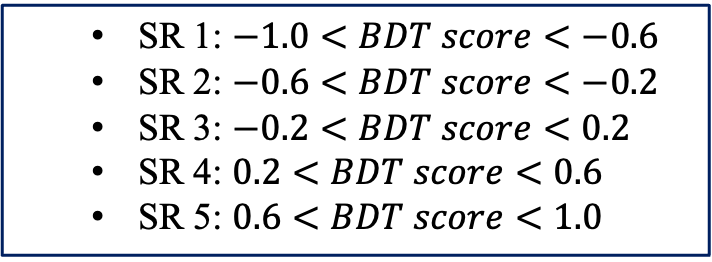 • SR 1: −1.0 < BDT score < −0.6
• SR 2: −0.6 < BDT score < −0.2
• SR 3: −0.2 < BDT score < 0.2
• SR 4: 0.2 < BDT score < 0.6
• SR 5: 0.6 < BDT score < 1.0